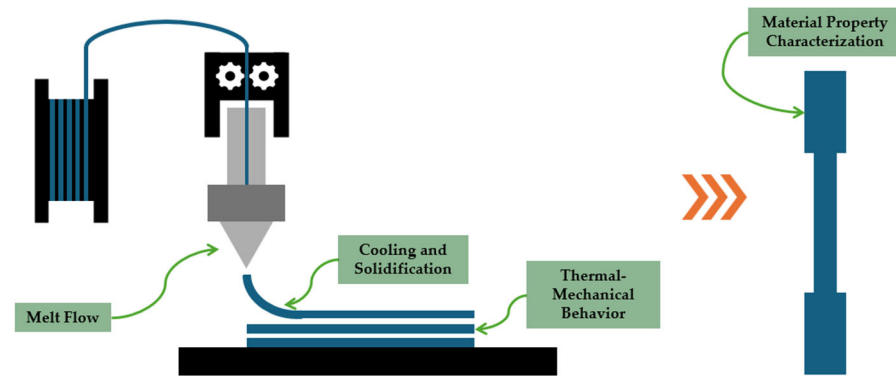 Material Property
Characterization
Cooling and
Solidification
Thermal-
Mechanical
Behavior
Melt Flow